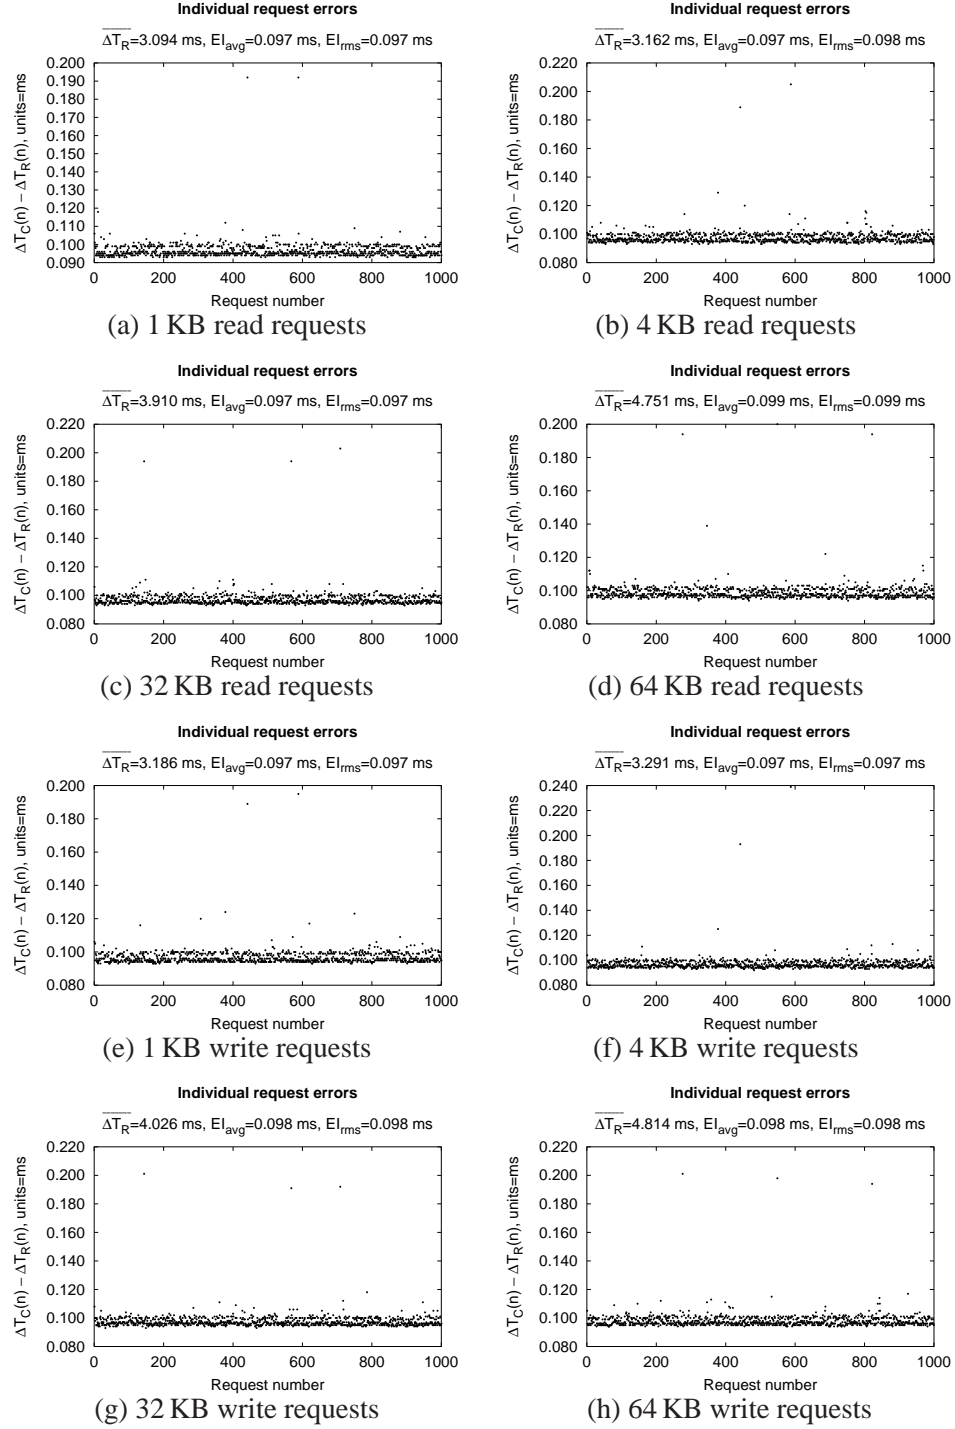 Individual request errors
ΔT_R=3.094 ms, EI_avg=0.097 ms, EI_rms=0.097 ms
ΔT_C(n) − ΔT_R(n), units=ms
0.200
0.190
0.180
0.170
0.160
0.150
0.140
0.130
0.120
0.110
0.100
0.090
0 200 400 600 800 1000
Request number
(a) 1 KB read requests
Individual request errors
ΔT_R=3.162 ms, EI_avg=0.097 ms, EI_rms=0.098 ms
ΔT_C(n) − ΔT_R(n), units=ms
0.220
0.200
0.180
0.160
0.140
0.120
0.100
0.080
0 200 400 600 800 1000
Request number
(b) 4 KB read requests
Individual request errors
ΔT_R=3.910 ms, EI_avg=0.097 ms, EI_rms=0.097 ms
ΔT_C(n) − ΔT_R(n), units=ms
0.220
0.200
0.180
0.160
0.140
0.120
0.100
0.080
0 200 400 600 800 1000
Request number
(c) 32 KB read requests
Individual request errors
ΔT_R=4.751 ms, EI_avg=0.099 ms, EI_rms=0.099 ms
ΔT_C(n) − ΔT_R(n), units=ms
0.200
0.180
0.160
0.140
0.120
0.100
0.080
0 200 400 600 800 1000
Request number
(d) 64 KB read requests
Individual request errors
ΔT_R=3.186 ms, EI_avg=0.097 ms, EI_rms=0.097 ms
ΔT_C(n) − ΔT_R(n), units=ms
0.200
0.180
0.160
0.140
0.120
0.100
0.080
0 200 400 600 800 1000
Request number
(e) 1 KB write requests
Individual request errors
ΔT_R=3.291 ms, EI_avg=0.097 ms, EI_rms=0.097 ms
ΔT_C(n) − ΔT_R(n), units=ms
0.240
0.220
0.200
0.180
0.160
0.140
0.120
0.100
0.080
0 200 400 600 800 1000
Request number
(f) 4 KB write requests
Individual request errors
ΔT_R=4.026 ms, EI_avg=0.098 ms, EI_rms=0.098 ms
ΔT_C(n) − ΔT_R(n), units=ms
0.220
0.200
0.180
0.160
0.140
0.120
0.100
0.080
0 200 400 600 800 1000
Request number
(g) 32 KB write requests
Individual request errors
ΔT_R=4.814 ms, EI_avg=0.098 ms, EI_rms=0.098 ms
ΔT_C(n) − ΔT_R(n), units=ms
0.220
0.200
0.180
0.160
0.140
0.120
0.100
0.080
0 200 400 600 800 1000
Request number
(h) 64 KB write requests